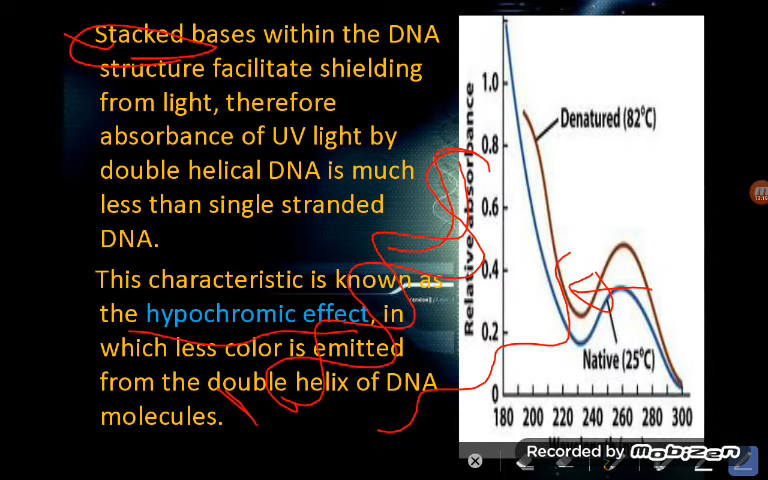 Stacked bases within the DNA
structure facilitate shielding
from light, therefore
absorbance of UV light by
double helical DNA is much
less than single stranded
DNA.
This characteristic is known as
the hypochromic effect, in
which less color is emitted
from the double helix of DNA
molecules.
Relative absorbance
1.0
0.8
0.6
0.4
0.2
0
Denatured (82°C)
Native (25°C)
180 200 220 240 260 280 300
Recorded by MOBIZEN